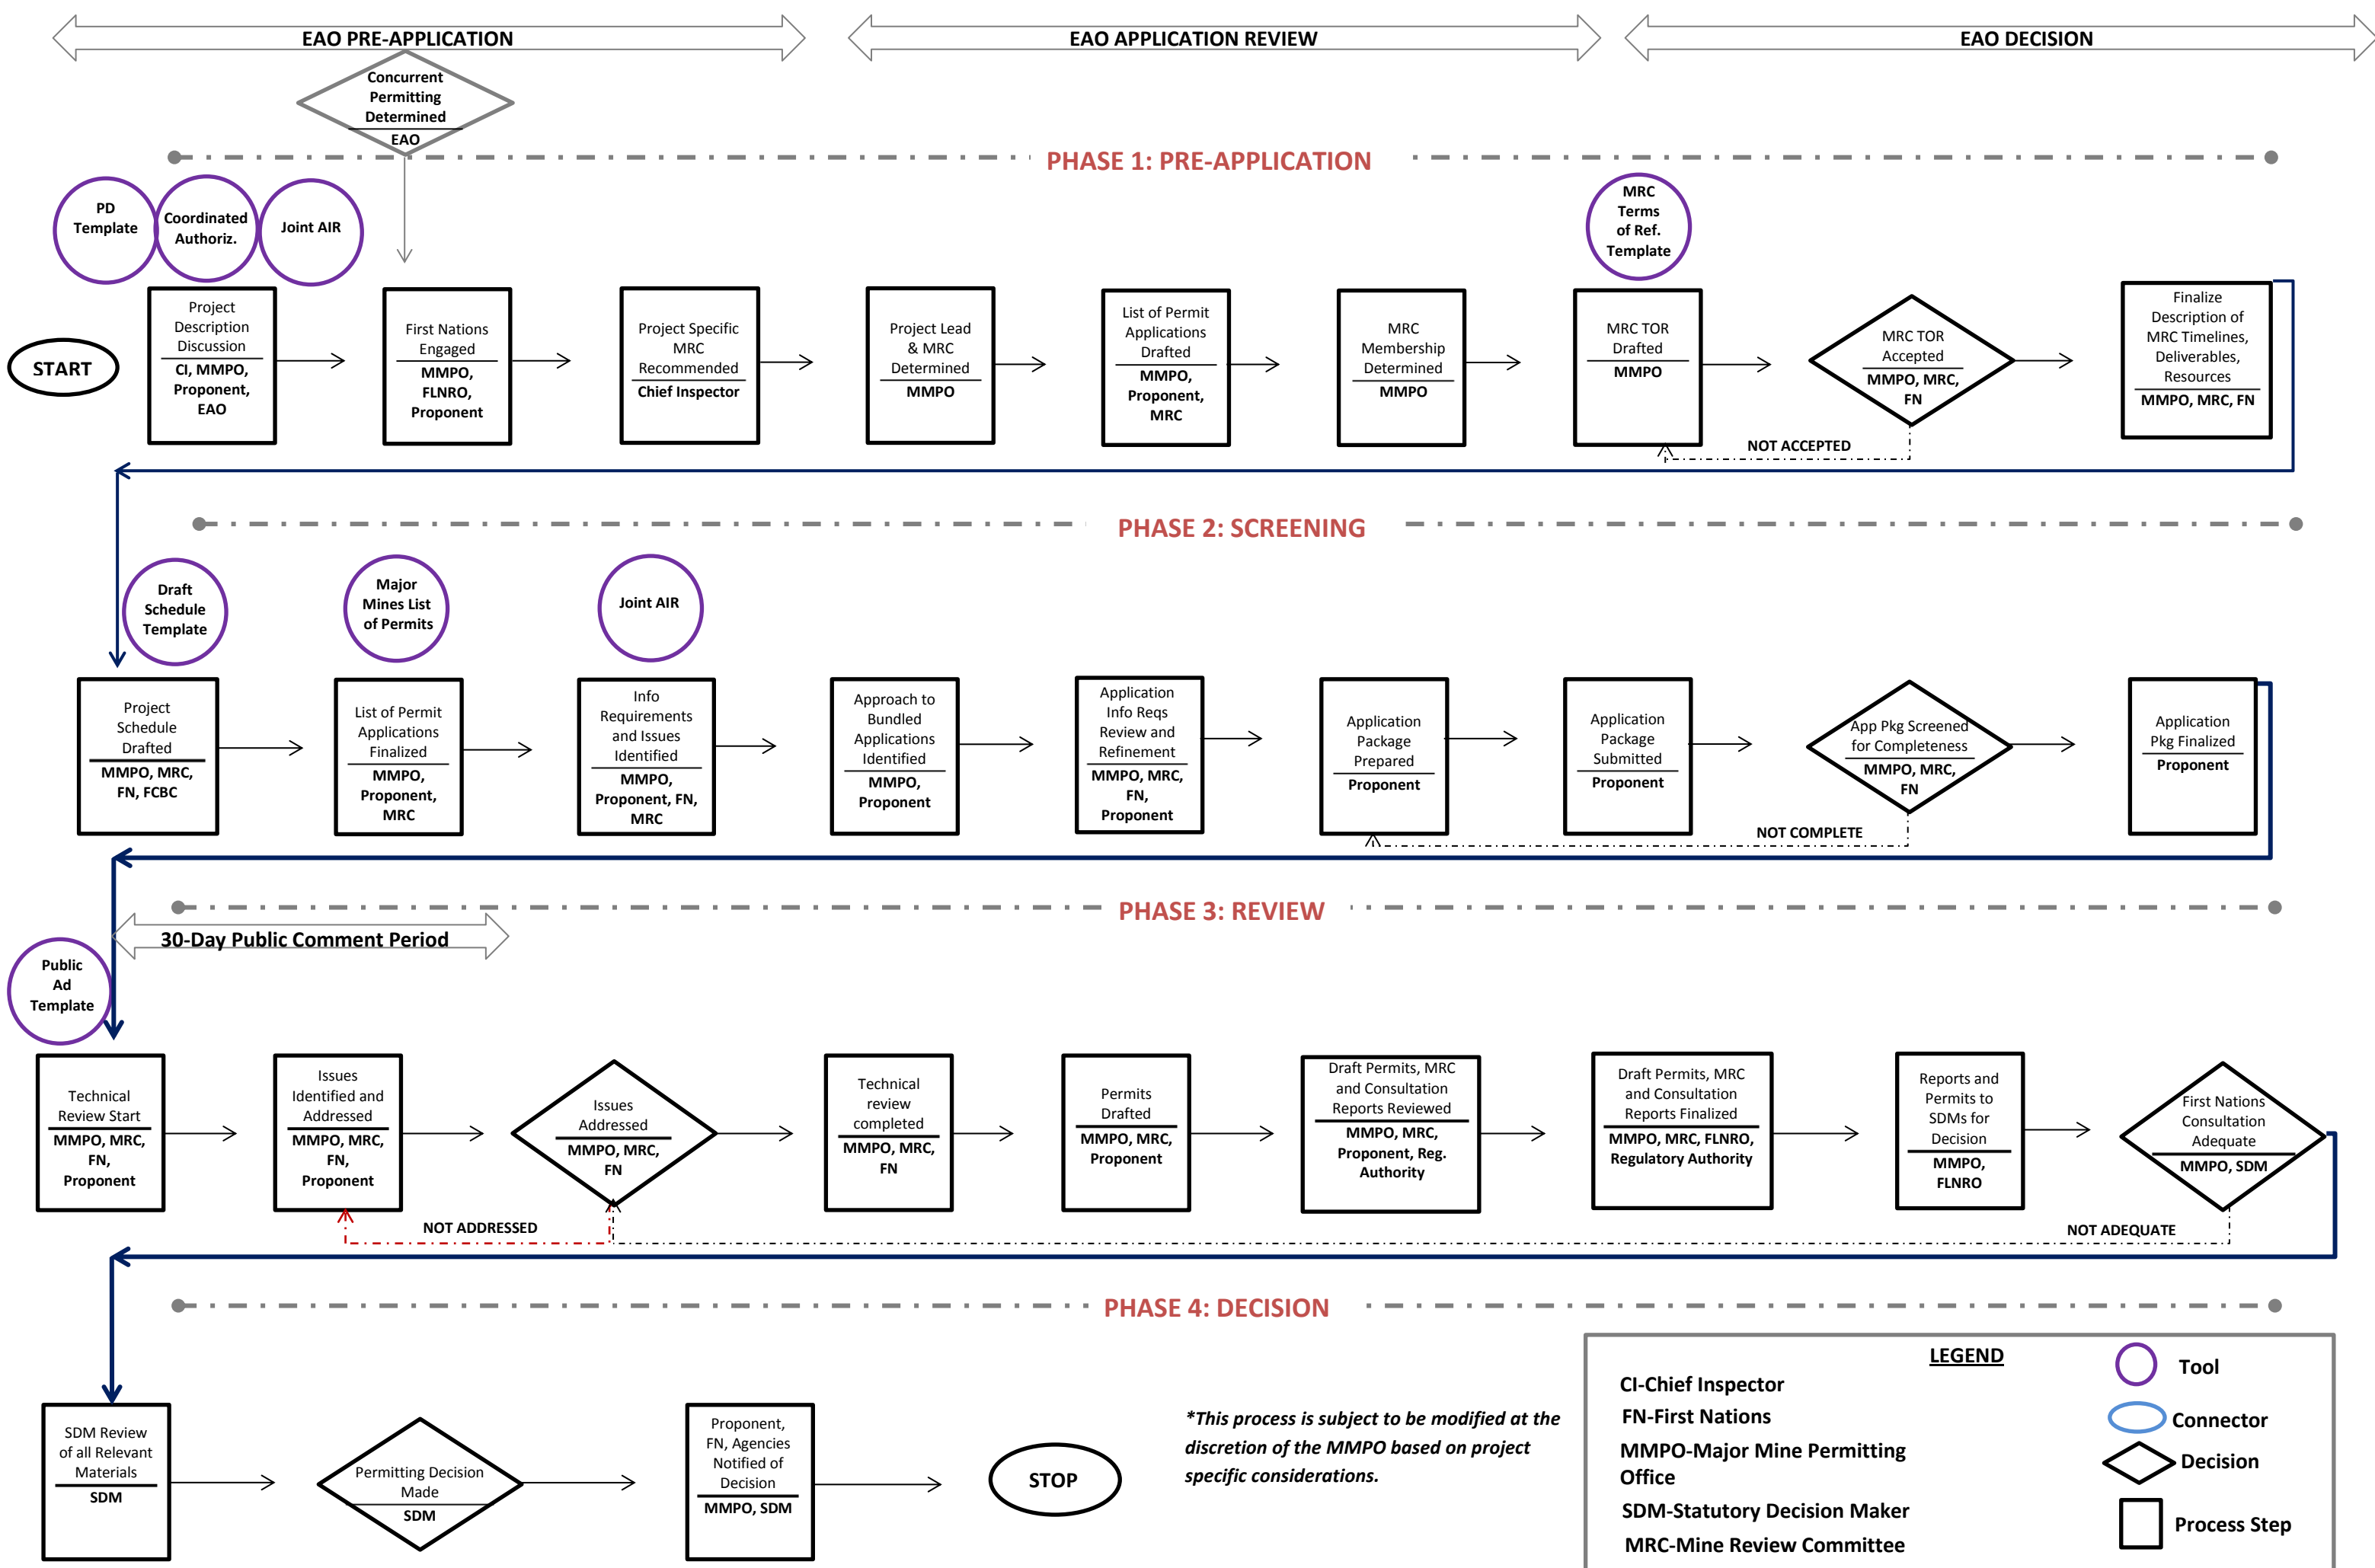 EAO PRE-APPLICATION
EAO APPLICATION REVIEW
EAO DECISION
Concurrent
Permitting
Determined
EAO
PHASE 1: PRE-APPLICATION
PD
Template
Coordinated
Authoriz.
Joint AIR
MRC
Terms
of Ref.
Template
START
Project
Description
Discussion
CI, MMPO,
Proponent,
EAO
First Nations
Engaged
MMPO,
FLNRO,
Proponent
Project Specific
MRC
Recommended
Chief Inspector
Project Lead
& MRC
Determined
MMPO
List of Permit
Applications
Drafted
MMPO,
Proponent,
MRC
MRC
Membership
Determined
MMPO
MRC TOR
Drafted
MMPO
MRC TOR
Accepted
MMPO, MRC,
FN
Finalize
Description of
MRC Timelines,
Deliverables,
Resources
MMPO, MRC, FN
NOT ACCEPTED
PHASE 2: SCREENING
Draft
Schedule
Template
Major
Mines List
of Permits
Joint AIR
Project
Schedule
Drafted
MMPO, MRC,
FN, FCBC
List of Permit
Applications
Finalized
MMPO,
Proponent,
MRC
Info
Requirements
and Issues
Identified
MMPO,
Proponent, FN,
MRC
Approach to
Bundled
Applications
Identified
MMPO,
Proponent
Application
Info Reqs
Review and
Refinement
MMPO, MRC,
FN,
Proponent
Application
Package
Prepared
Proponent
Application
Package
Submitted
Proponent
App Pkg Screened
for Completeness
MMPO, MRC,
FN
Application
Pkg Finalized
Proponent
NOT COMPLETE
PHASE 3: REVIEW
30-Day Public Comment Period
Public
Ad
Template
Technical
Review Start
MMPO, MRC,
FN,
Proponent
Issues
Identified and
Addressed
MMPO, MRC,
FN,
Proponent
Issues
Addressed
MMPO, MRC,
FN
Technical
review
completed
MMPO, MRC,
FN
Permits
Drafted
MMPO, MRC,
Proponent
Draft Permits, MRC
and Consultation
Reports Reviewed
MMPO, MRC,
Proponent, Reg.
Authority
Draft Permits, MRC
and Consultation
Reports Finalized
MMPO, MRC, FLNRO,
Regulatory Authority
Reports and
Permits to
SDMs for
Decision
MMPO,
FLNRO
First Nations
Consultation
Adequate
MMPO, SDM
NOT ADDRESSED
NOT ADEQUATE
PHASE 4: DECISION
SDM Review
of all Relevant
Materials
SDM
Permitting Decision
Made
SDM
Proponent,
FN, Agencies
Notified of
Decision
MMPO, SDM
STOP
*This process is subject to be modified at the
discretion of the MMPO based on project
specific considerations.
LEGEND
CI-Chief Inspector
FN-First Nations
MMPO-Major Mine Permitting
Office
SDM-Statutory Decision Maker
MRC-Mine Review Committee
Tool
Connector
Decision
Process Step